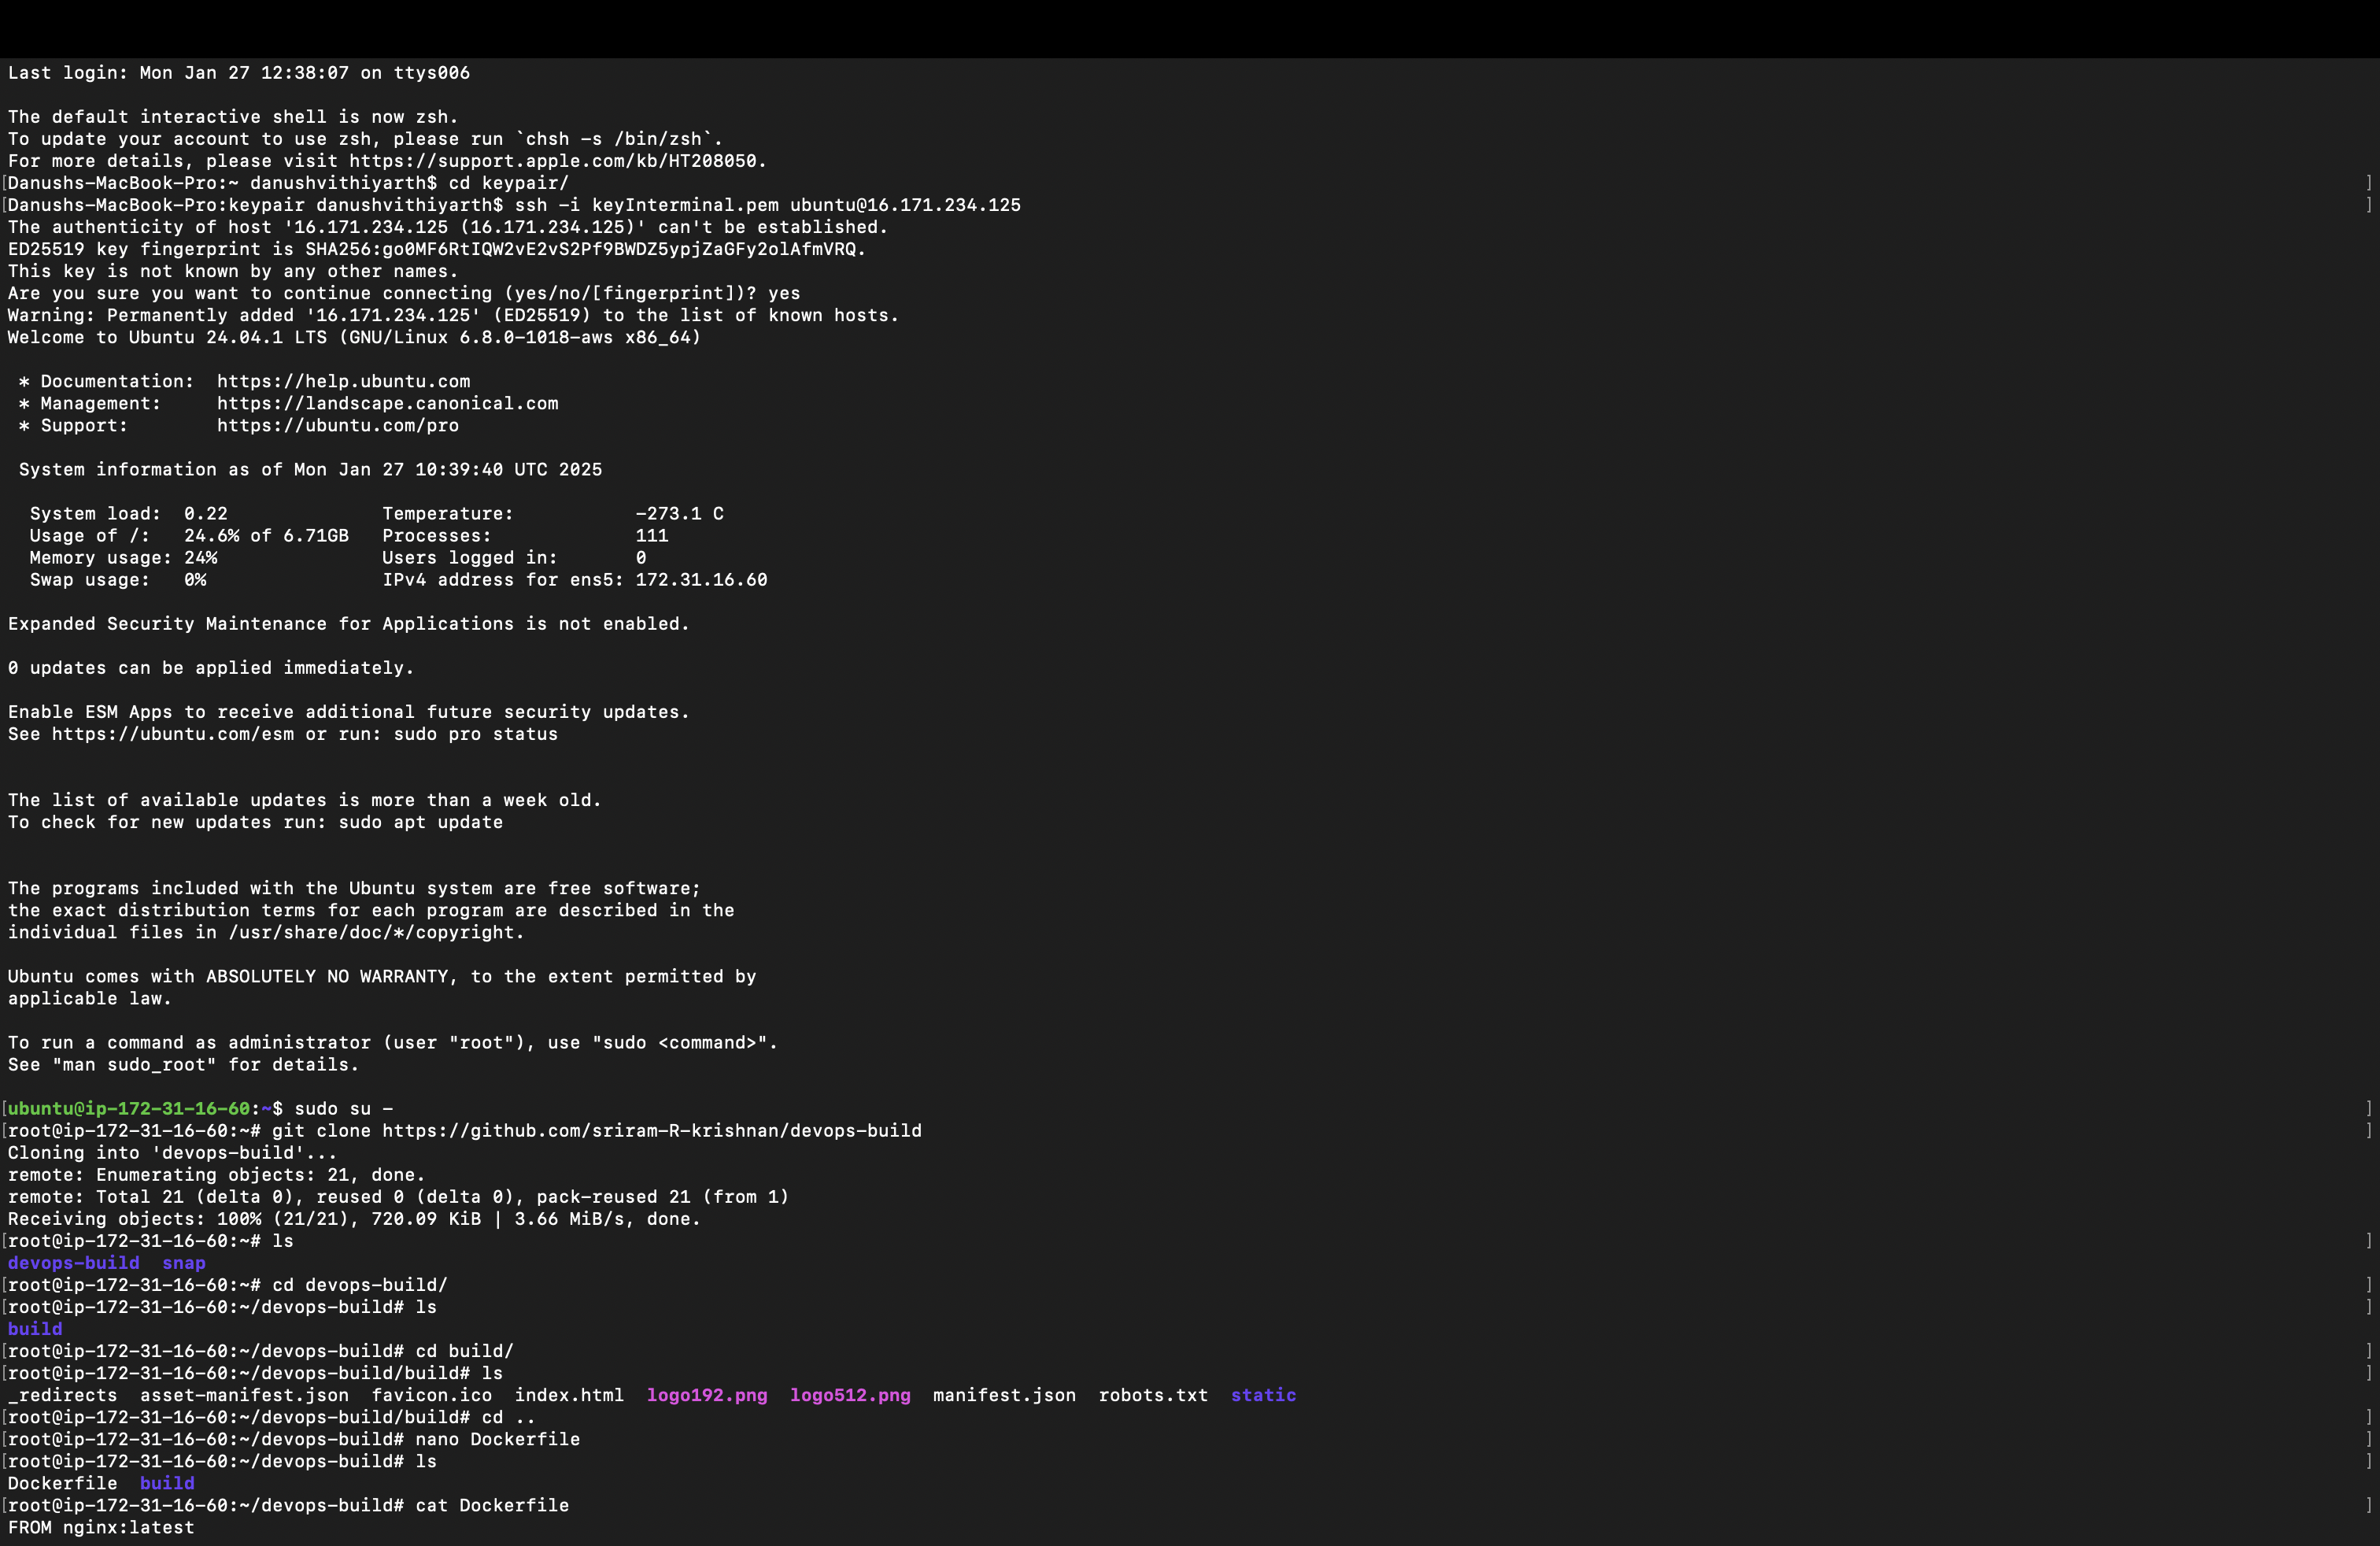 Last login: Mon Jan 27 12:38:07 on ttys006
The default interactive shell is now zsh.
To update your account to use zsh, please run `chsh -s /bin/zsh`.
For more details, please visit https://support.apple.com/kb/HT208050.
[Danushs-MacBook-Pro:~ danushvithiyarth$ cd keypair/ ]
[Danushs-MacBook-Pro:keypair danushvithiyarth$ ssh -i keyInterminal.pem ubuntu@16.171.234.125 ]
The authenticity of host '16.171.234.125 (16.171.234.125)' can't be established.
ED25519 key fingerprint is SHA256:go0MF6RtIQW2vE2vS2Pf9BWDZ5ypjZaGFy2olAfmVRQ.
This key is not known by any other names.
Are you sure you want to continue connecting (yes/no/[fingerprint])? yes
Warning: Permanently added '16.171.234.125' (ED25519) to the list of known hosts.
Welcome to Ubuntu 24.04.1 LTS (GNU/Linux 6.8.0-1018-aws x86_64)
* Documentation:  https://help.ubuntu.com
* Management:     https://landscape.canonical.com
* Support:        https://ubuntu.com/pro
System information as of Mon Jan 27 10:39:40 UTC 2025
System load:  0.22              Temperature:           -273.1 C
Usage of /:   24.6% of 6.71GB   Processes:             111
Memory usage: 24%               Users logged in:       0
Swap usage:   0%                IPv4 address for ens5: 172.31.16.60
Expanded Security Maintenance for Applications is not enabled.
0 updates can be applied immediately.
Enable ESM Apps to receive additional future security updates.
See https://ubuntu.com/esm or run: sudo pro status
The list of available updates is more than a week old.
To check for new updates run: sudo apt update
The programs included with the Ubuntu system are free software;
the exact distribution terms for each program are described in the
individual files in /usr/share/doc/*/copyright.
Ubuntu comes with ABSOLUTELY NO WARRANTY, to the extent permitted by
applicable law.
To run a command as administrator (user "root"), use "sudo <command>".
See "man sudo_root" for details.
[ubuntu@ip-172-31-16-60:~$ sudo su - ]
[root@ip-172-31-16-60:~# git clone https://github.com/sriram-R-krishnan/devops-build ]
Cloning into 'devops-build'...
remote: Enumerating objects: 21, done.
remote: Total 21 (delta 0), reused 0 (delta 0), pack-reused 21 (from 1)
Receiving objects: 100% (21/21), 720.09 KiB | 3.66 MiB/s, done.
[root@ip-172-31-16-60:~# ls ]
devops-build  snap
[root@ip-172-31-16-60:~# cd devops-build/ ]
[root@ip-172-31-16-60:~/devops-build# ls ]
build
[root@ip-172-31-16-60:~/devops-build# cd build/ ]
[root@ip-172-31-16-60:~/devops-build/build# ls ]
_redirects  asset-manifest.json  favicon.ico  index.html  logo192.png  logo512.png  manifest.json  robots.txt  static
[root@ip-172-31-16-60:~/devops-build/build# cd .. ]
[root@ip-172-31-16-60:~/devops-build# nano Dockerfile ]
[root@ip-172-31-16-60:~/devops-build# ls ]
Dockerfile  build
[root@ip-172-31-16-60:~/devops-build# cat Dockerfile ]
FROM nginx:latest